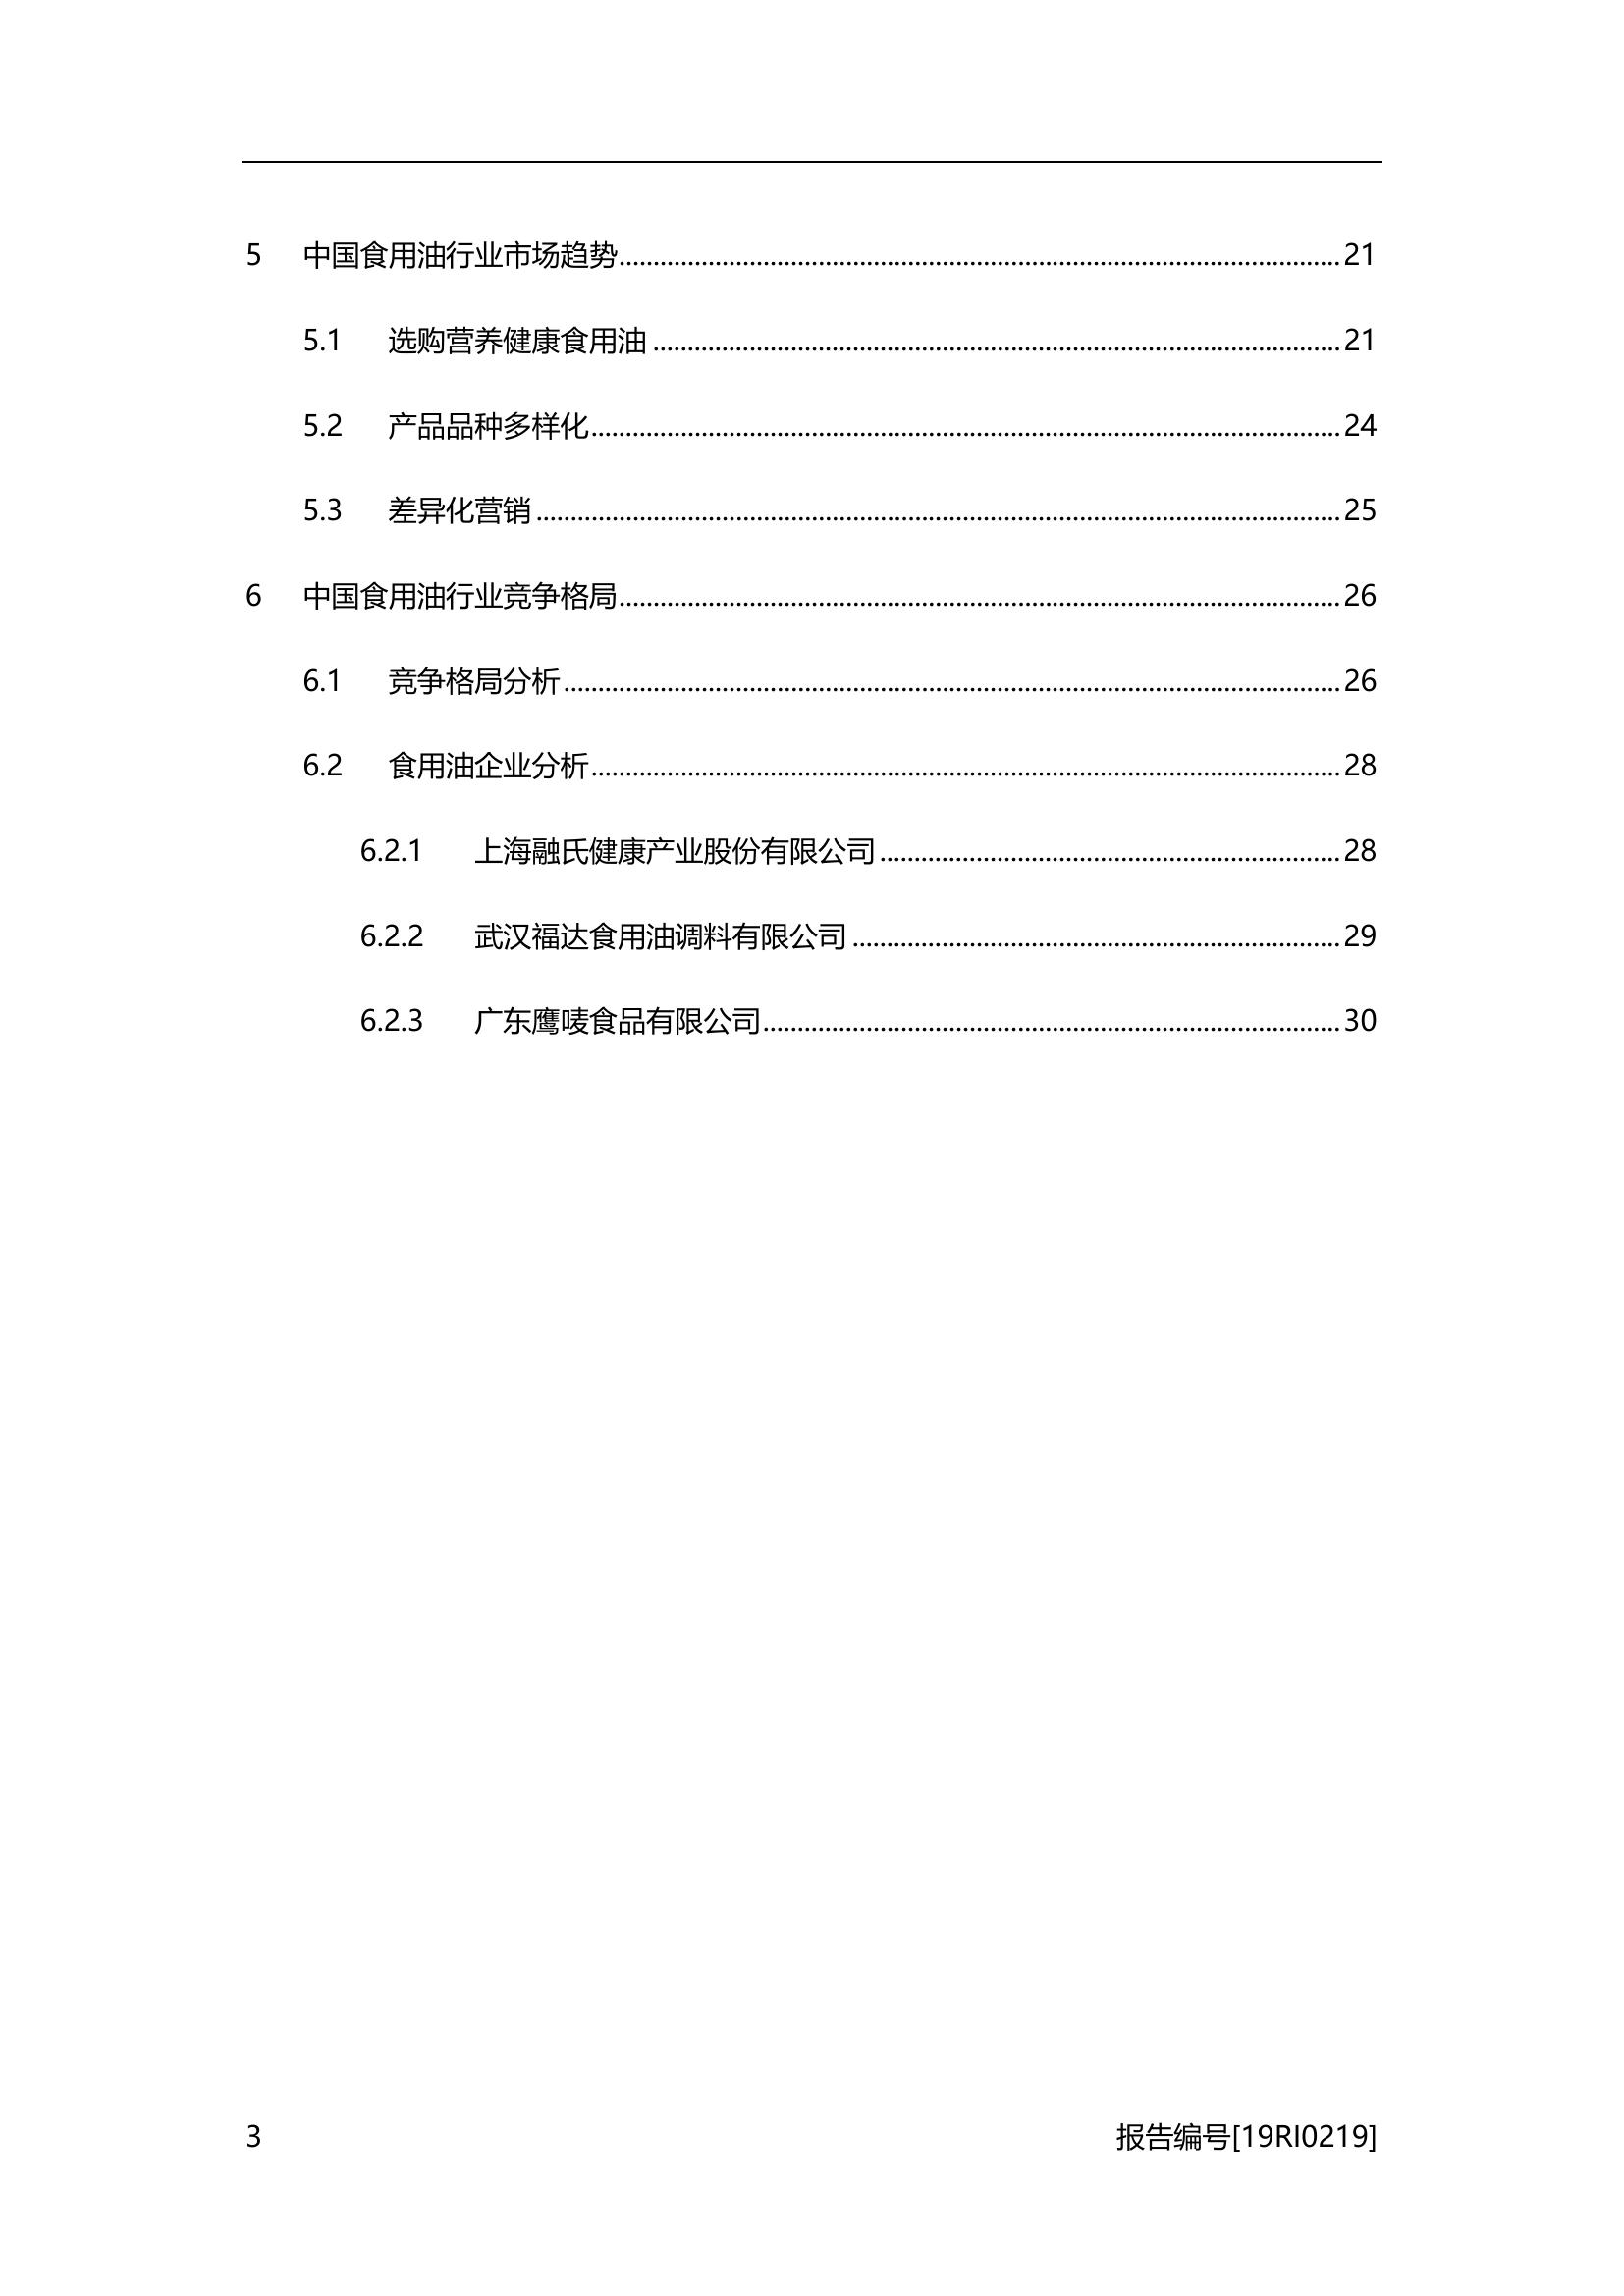 5 中国食用油行业市场趋势........................................21
5.1 选购营养健康食用油........................................21
5.2 产品品种多样化........................................24
5.3 差异化营销........................................25
6 中国食用油行业竞争格局........................................26
6.1 竞争格局分析........................................26
6.2 食用油企业分析........................................28
6.2.1 上海融氏健康产业股份有限公司........................................28
6.2.2 武汉福达食用油调料有限公司........................................29
6.2.3 广东鹰唛食品有限公司........................................30
3 报告编号[19RI0219]